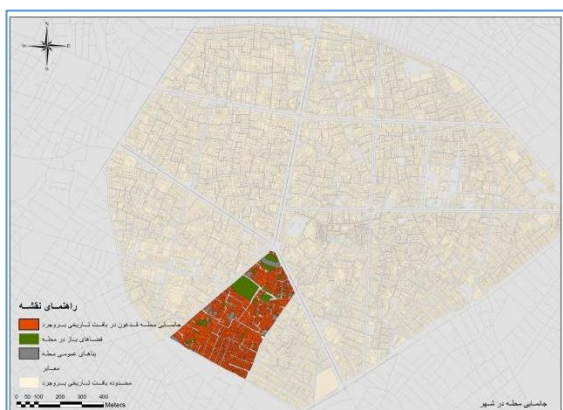 N
W E
S
راهنمای نقشه
جانمایی محله قدغون در بافت تاریخی بروجرد
فضاهای باز در محله
بناهای عمومی محله
معابر
محدوده بافت تاریخی بروجرد
0 50 100 200 300 400
Meters
جانمایی محله در شهر